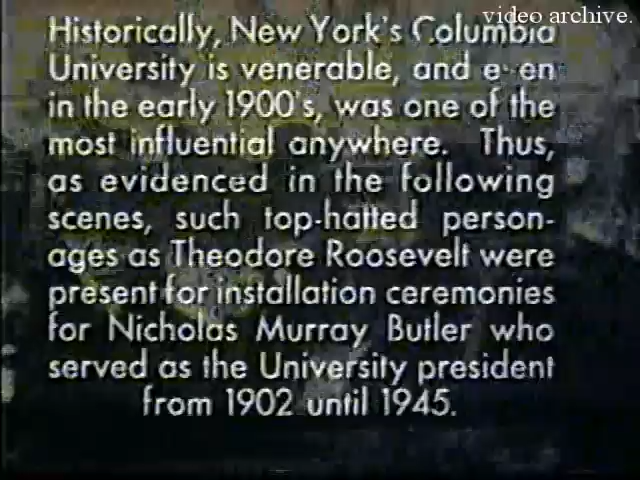 video archive.
Historically, New York's Columbia
University is venerable, and even
in the early 1900's, was one of the
most influential anywhere. Thus,
as evidenced in the following
scenes, such top-hatted person-
ages as Theodore Roosevelt were
present for installation ceremonies
for Nicholas Murray Butler who
served as the University president
from 1902 until 1945.